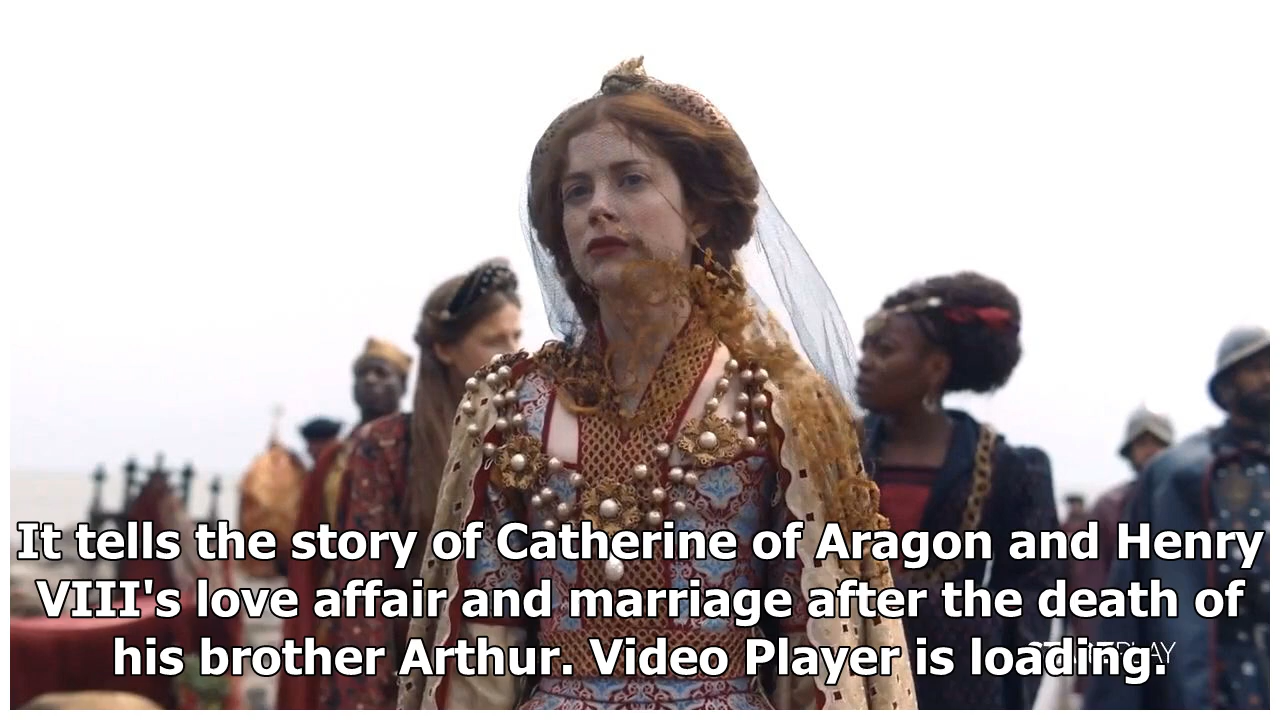 It tells the story of Catherine of Aragon and Henry
VIII's love affair and marriage after the death of
his brother Arthur. Video Player is loading.